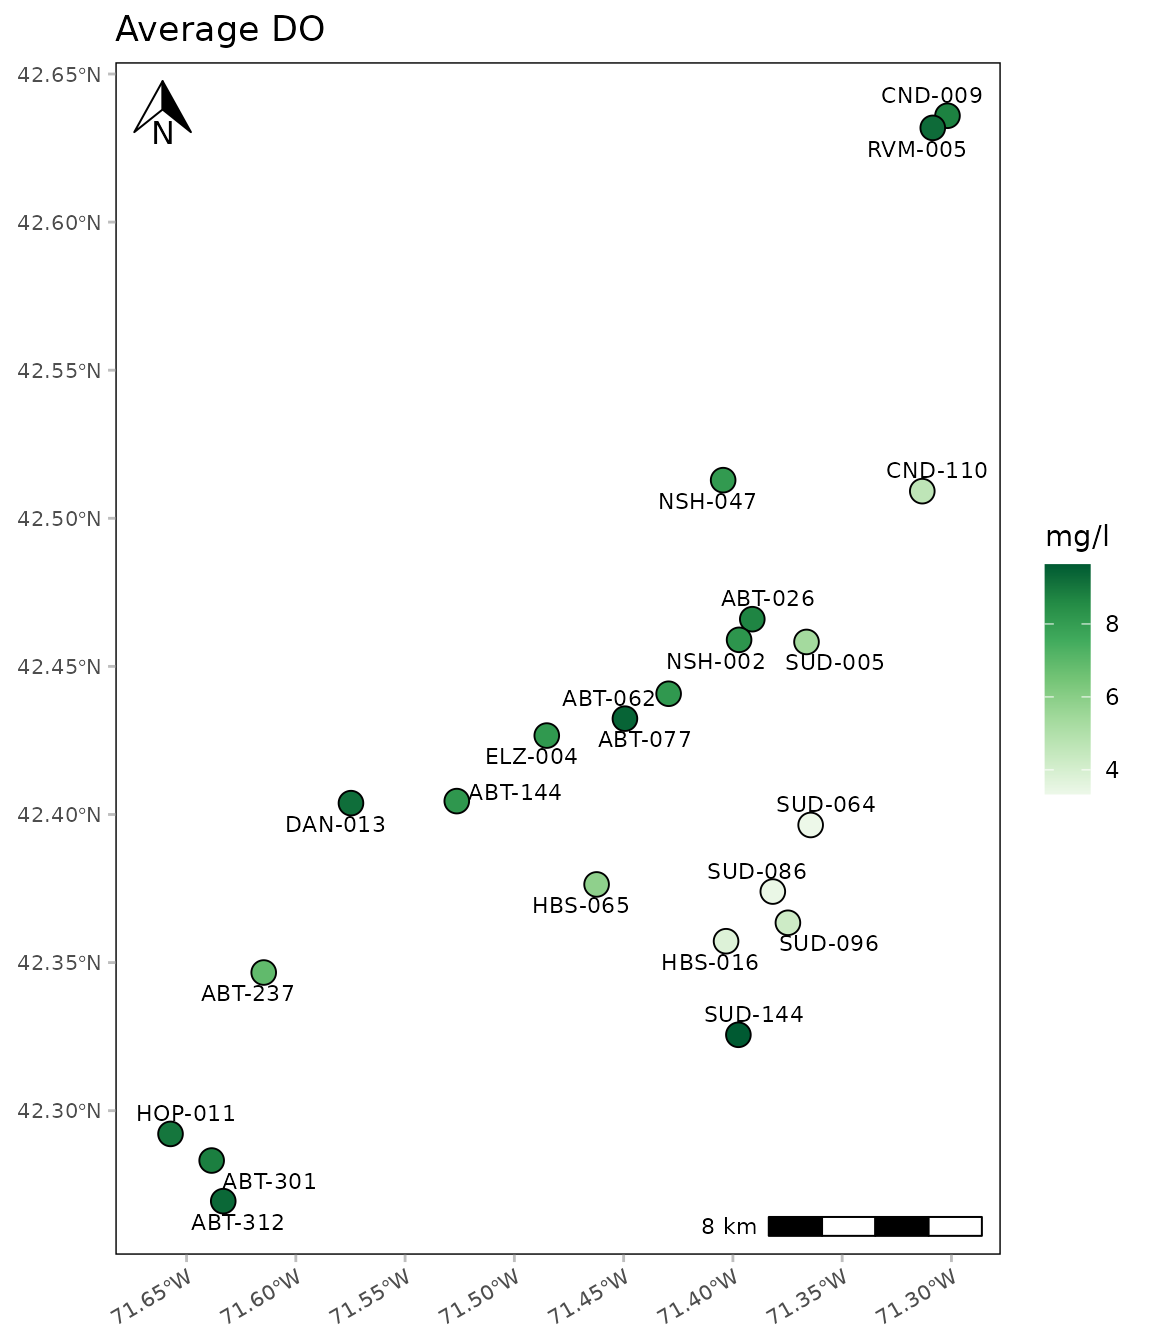 Average DO
42.65°N
42.60°N
42.55°N
42.50°N
42.45°N
42.40°N
42.35°N
42.30°N
N
CND-009
RVM-005
CND-110
NSH-047
ABT-026
NSH-002
SUD-005
ABT-062
ABT-077
ELZ-004
ABT-144
DAN-013
SUD-064
SUD-086
HBS-065
SUD-096
HBS-016
ABT-237
SUD-144
HOP-011
ABT-301
ABT-312
8 km
71.65°W
71.60°W
71.55°W
71.50°W
71.45°W
71.40°W
71.35°W
71.30°W
mg/l
8
6
4